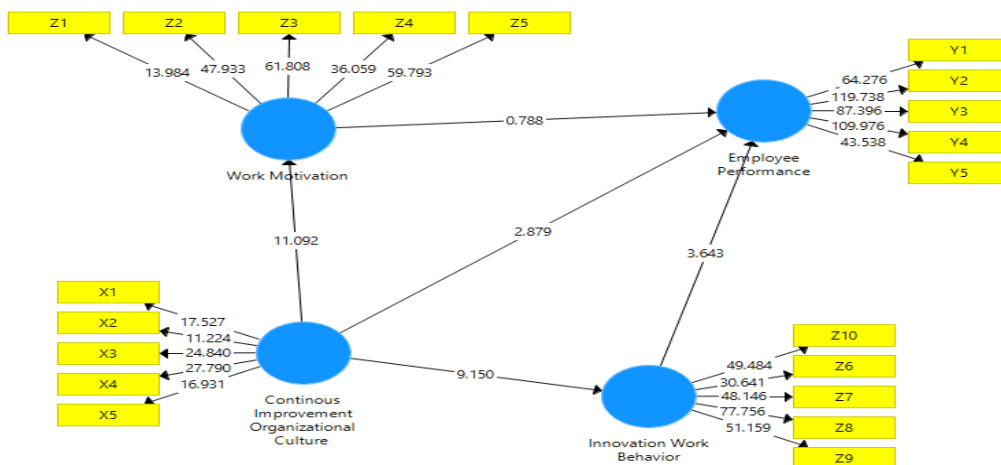 Z1
Z2
Z3
Z4
Z5
13.984
47.933
61.808
36.059
59.793
Work Motivation
0.788
Y1
Y2
Y3
Y4
Y5
64.276
119.738
87.396
109.976
43.538
Employee
Performance
11.092
2.879
3.643
X1
X2
X3
X4
X5
17.527
11.224
24.840
27.790
16.931
Continous
Improvement
Organizational
Culture
9.150
Z10
Z6
Z7
Z8
Z9
49.484
30.641
48.146
77.756
51.159
Innovation Work
Behavior